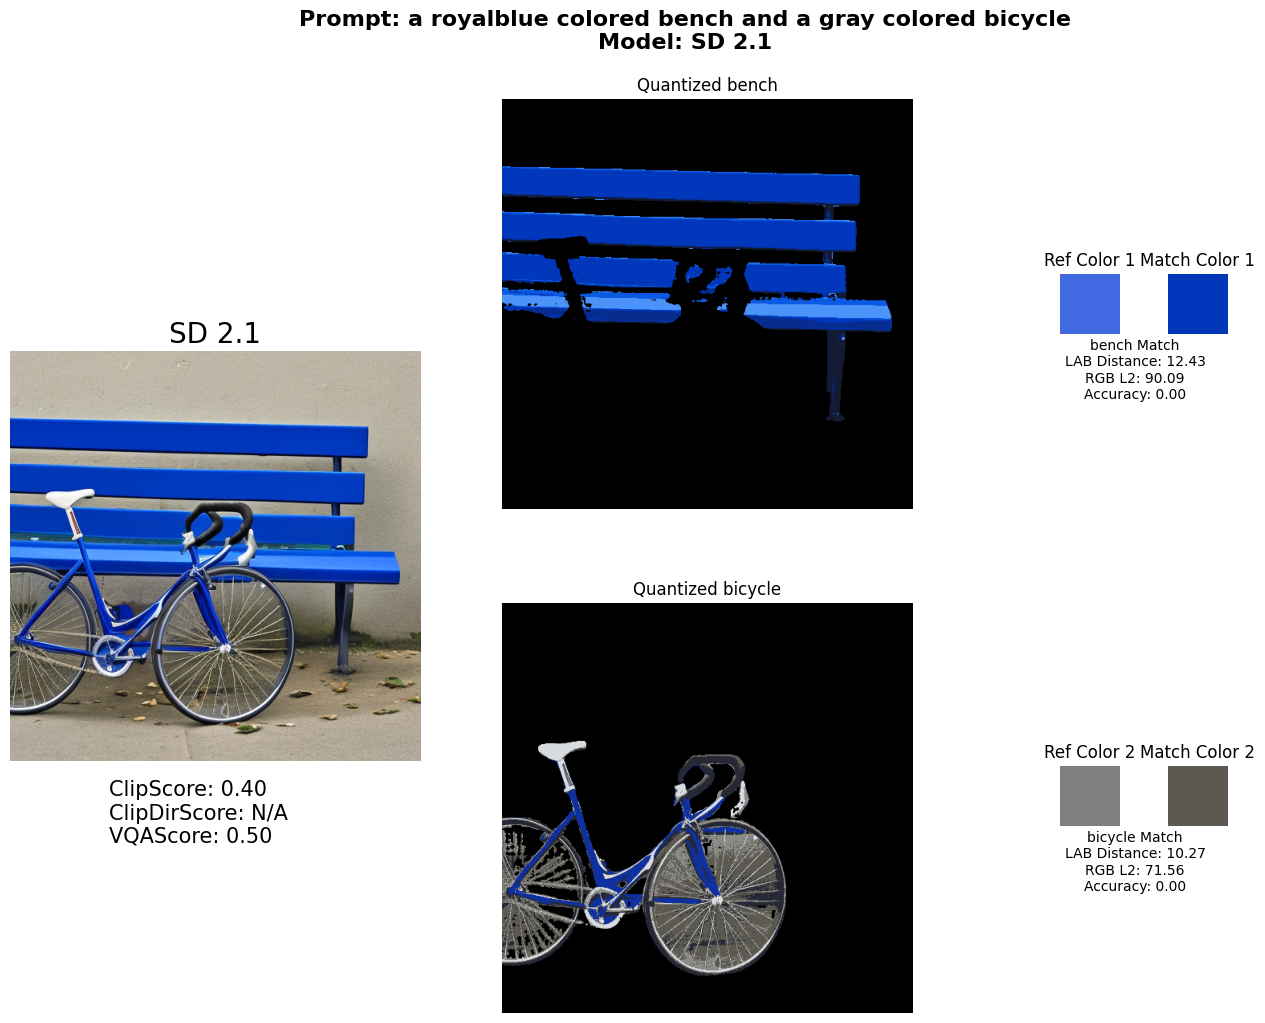 Prompt: a royalblue colored bench and a gray colored bicycle
Model: SD 2.1
Quantized bench
Ref Color 1 Match Color 1
bench Match
LAB Distance: 12.43
RGB L2: 90.09
Accuracy: 0.00
SD 2.1
ClipScore: 0.40
ClipDirScore: N/A
VQAScore: 0.50
Quantized bicycle
Ref Color 2 Match Color 2
bicycle Match
LAB Distance: 10.27
RGB L2: 71.56
Accuracy: 0.00